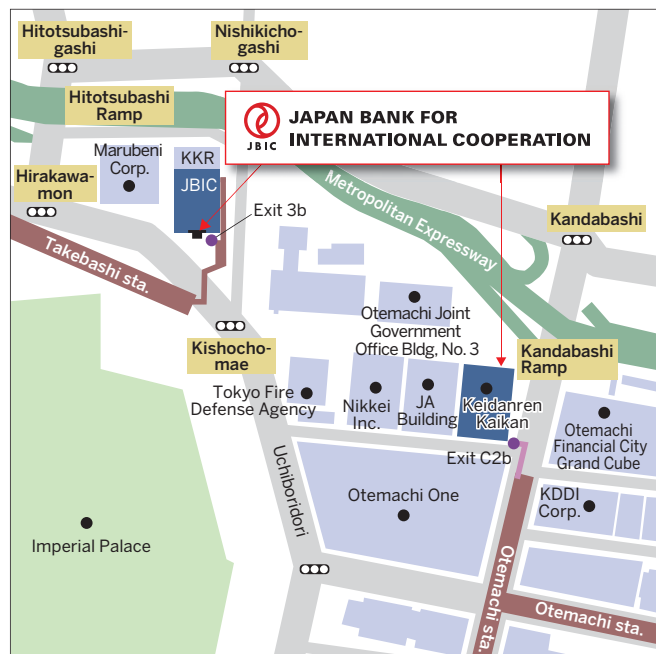 Hitotsubashi-
gashi
Nishikicho-
gashi
Hitotsubashi
Ramp
JBIC
JAPAN BANK FOR
INTERNATIONAL COOPERATION
Marubeni
Corp.
KKR
JBIC
Hirakawa-
mon
Exit 3b
Metropolitan Expressway
Kandabashi
Takebashi sta.
Otemachi Joint
Government
Office Bldg, No. 3
Kishocho-
mae
Kandabashi
Ramp
Tokyo Fire
Defense Agency
Nikkei
Inc.
JA
Building
Keidanren
Kaikan
Otemachi
Financial City
Grand Cube
Exit C2b
Uchiboridori
Otemachi One
KDDI
Corp.
Imperial Palace
Otemachi sta.
Otemachi sta.